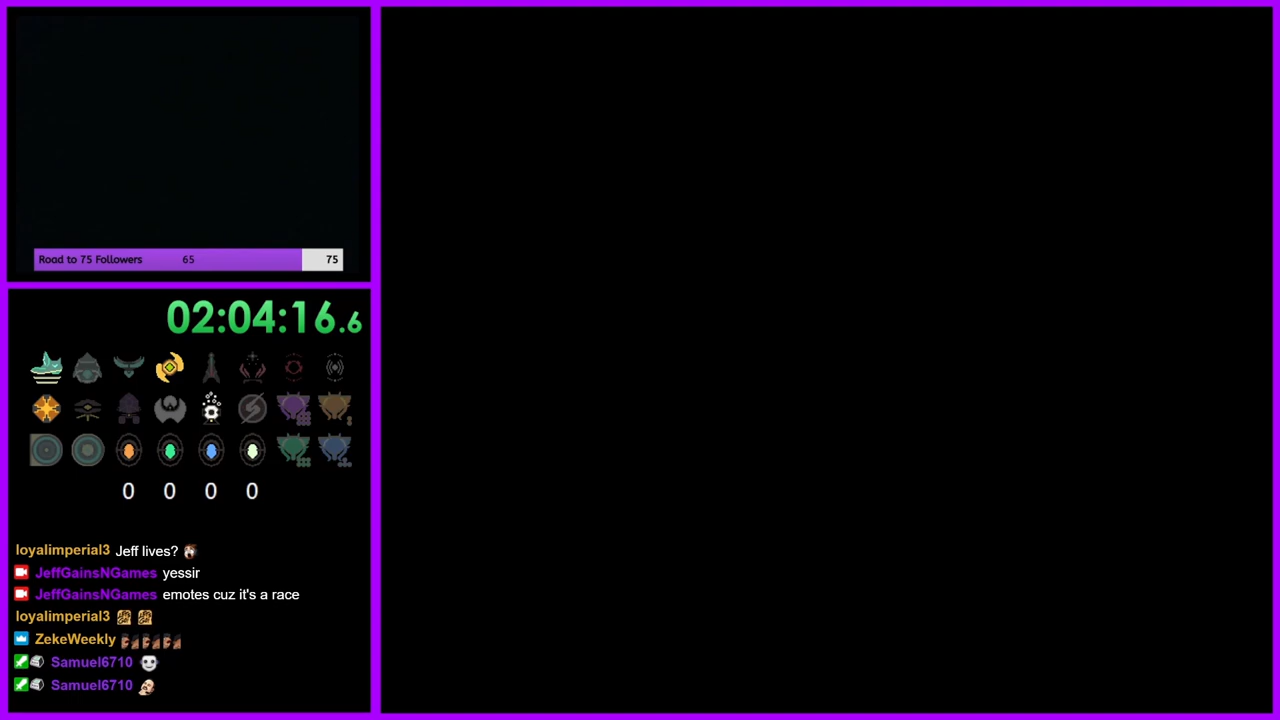 Road to 75 Followers 65 75
02:04:16.6
0 0 0 0
loyalimperial3 Jeff lives?
JeffGainsNGames yessir
JeffGainsNGames emotes cuz it's a race
loyalimperial3
ZekeWeekly
Samuel6710
Samuel6710